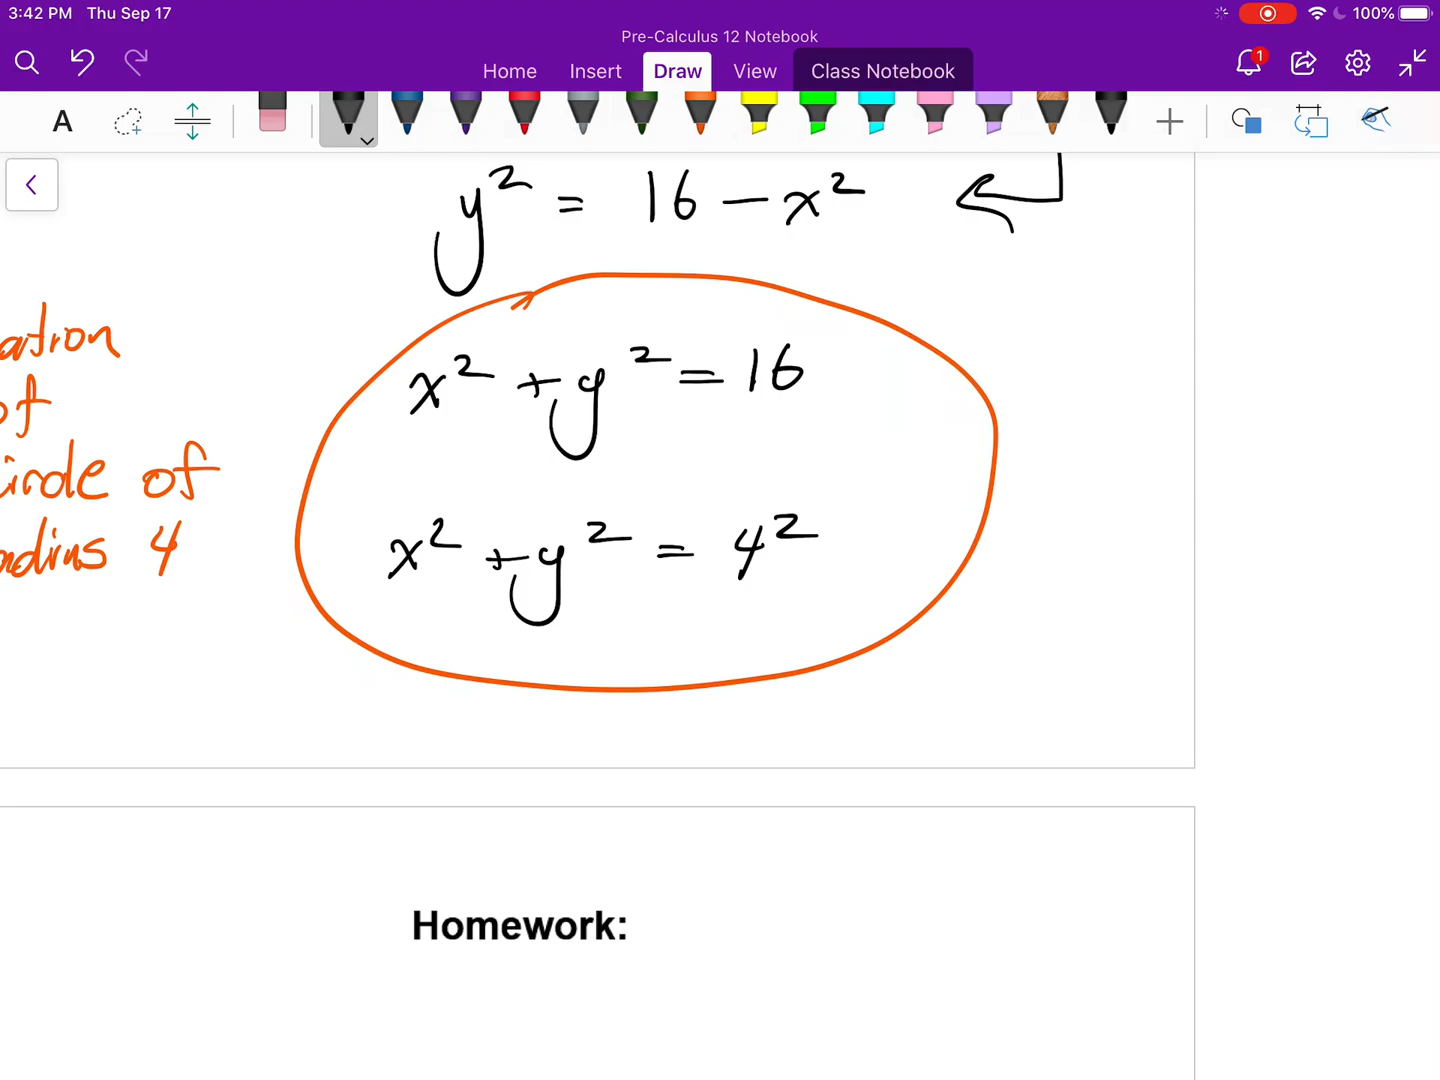 3:42 PM Thu Sep 17
100%
Pre-Calculus 12 Notebook
1
Home Insert Draw View Class Notebook
A
y² = 16 - x²
x² + y² = 16
x² + y² = 4²
ation
of
ircle of
adius 4
Homework: